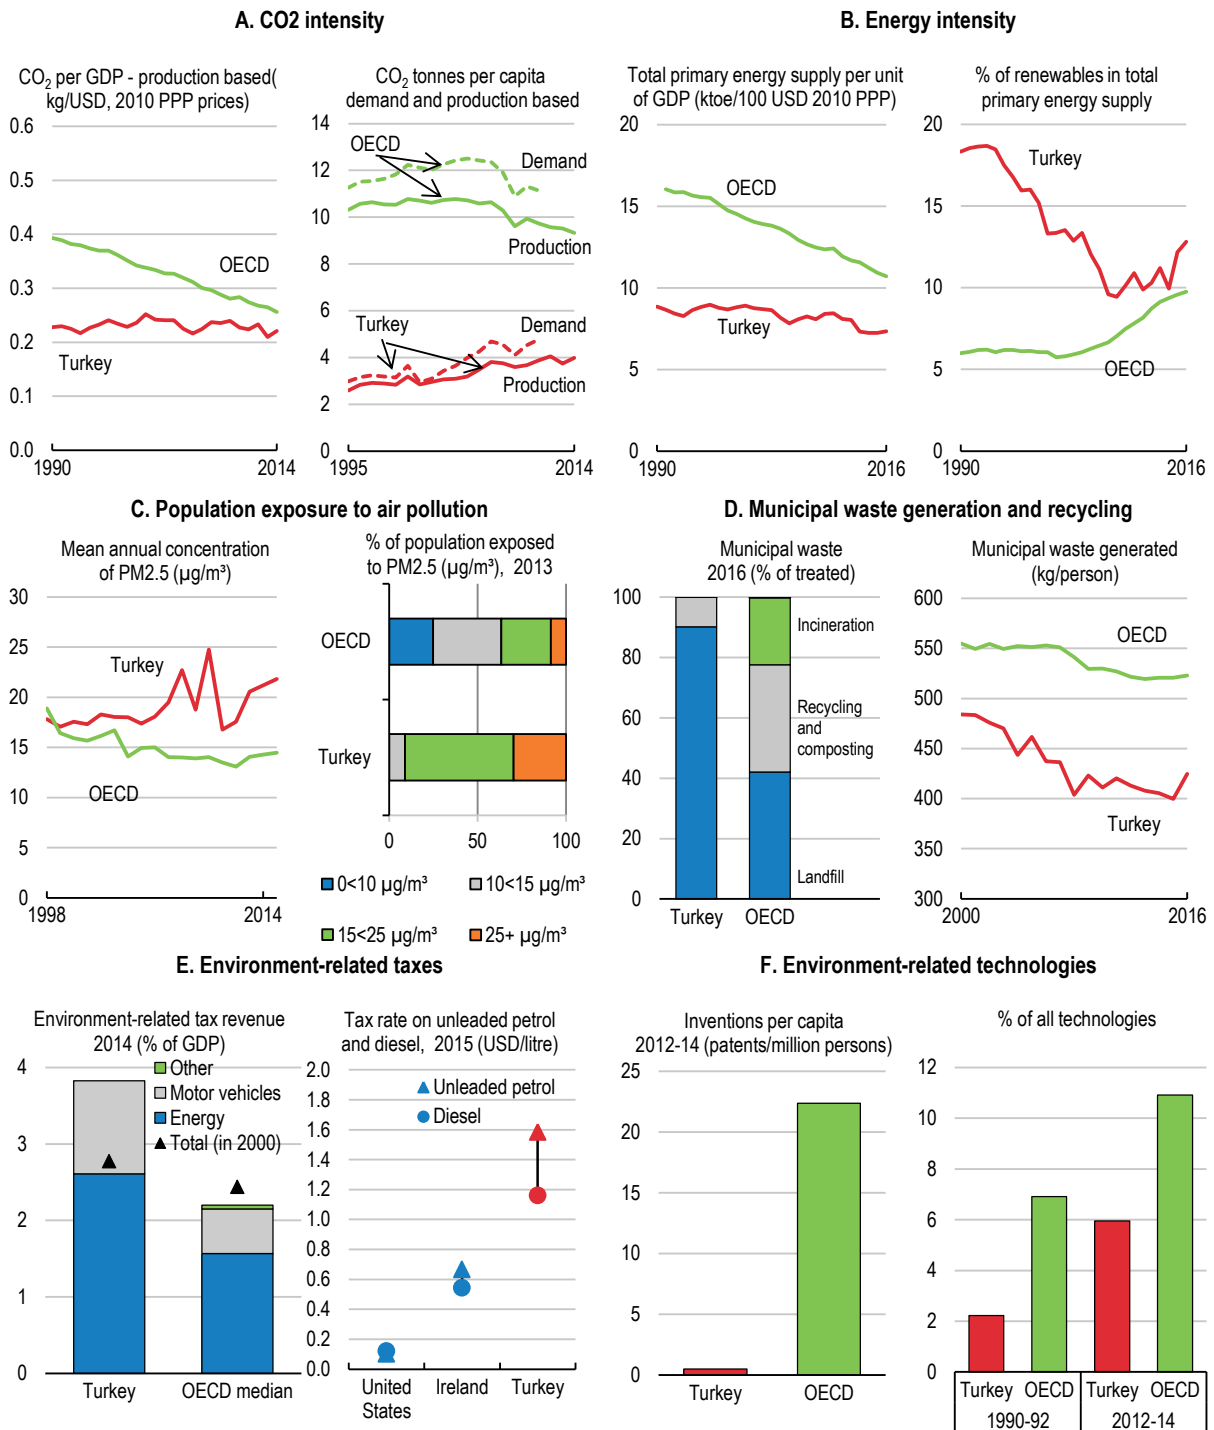 A. CO2 intensity
B. Energy intensity
CO₂ per GDP - production based(
kg/USD, 2010 PPP prices)
0.6
0.5
0.4
0.3
0.2
0.1
0.0
OECD
Turkey
1990
2014
CO₂ tonnes per capita
demand and production based
14
12
10
8
6
4
2
0
OECD
Demand
Production
Turkey
Demand
Production
1995
2014
Total primary energy supply per unit
of GDP (ktoe/100 USD 2010 PPP)
20
15
10
5
0
OECD
Turkey
1990
2016
% of renewables in total
primary energy supply
20
15
10
5
0
Turkey
OECD
1990
2016
C. Population exposure to air pollution
D. Municipal waste generation and recycling
Mean annual concentration
of PM2.5 (µg/m³)
30
25
20
15
10
5
0
Turkey
OECD
1998
2014
% of population exposed
to PM2.5 (µg/m³), 2013
OECD
Turkey
0
50
100
0<10 µg/m³
10<15 µg/m³
15<25 µg/m³
25+ µg/m³
Municipal waste
2016 (% of treated)
100
80
60
40
20
0
Incineration
Recycling
and
composting
Landfill
Turkey
OECD
Municipal waste generated
(kg/person)
600
550
500
450
400
350
300
OECD
Turkey
2000
2016
E. Environment-related taxes
F. Environment-related technologies
Environment-related tax revenue
2014 (% of GDP)
4
3
2
1
0
Other
Motor vehicles
Energy
Total (in 2000)
Turkey
OECD median
Tax rate on unleaded petrol
and diesel, 2015 (USD/litre)
2.0
1.8
1.6
1.4
1.2
1.0
0.8
0.6
0.4
0.2
0.0
Unleaded petrol
Diesel
United
States
Ireland
Turkey
Inventions per capita
2012-14 (patents/million persons)
25
20
15
10
5
0
Turkey
OECD
% of all technologies
12
10
8
6
4
2
0
Turkey
OECD
Turkey
OECD
1990-92
2012-14